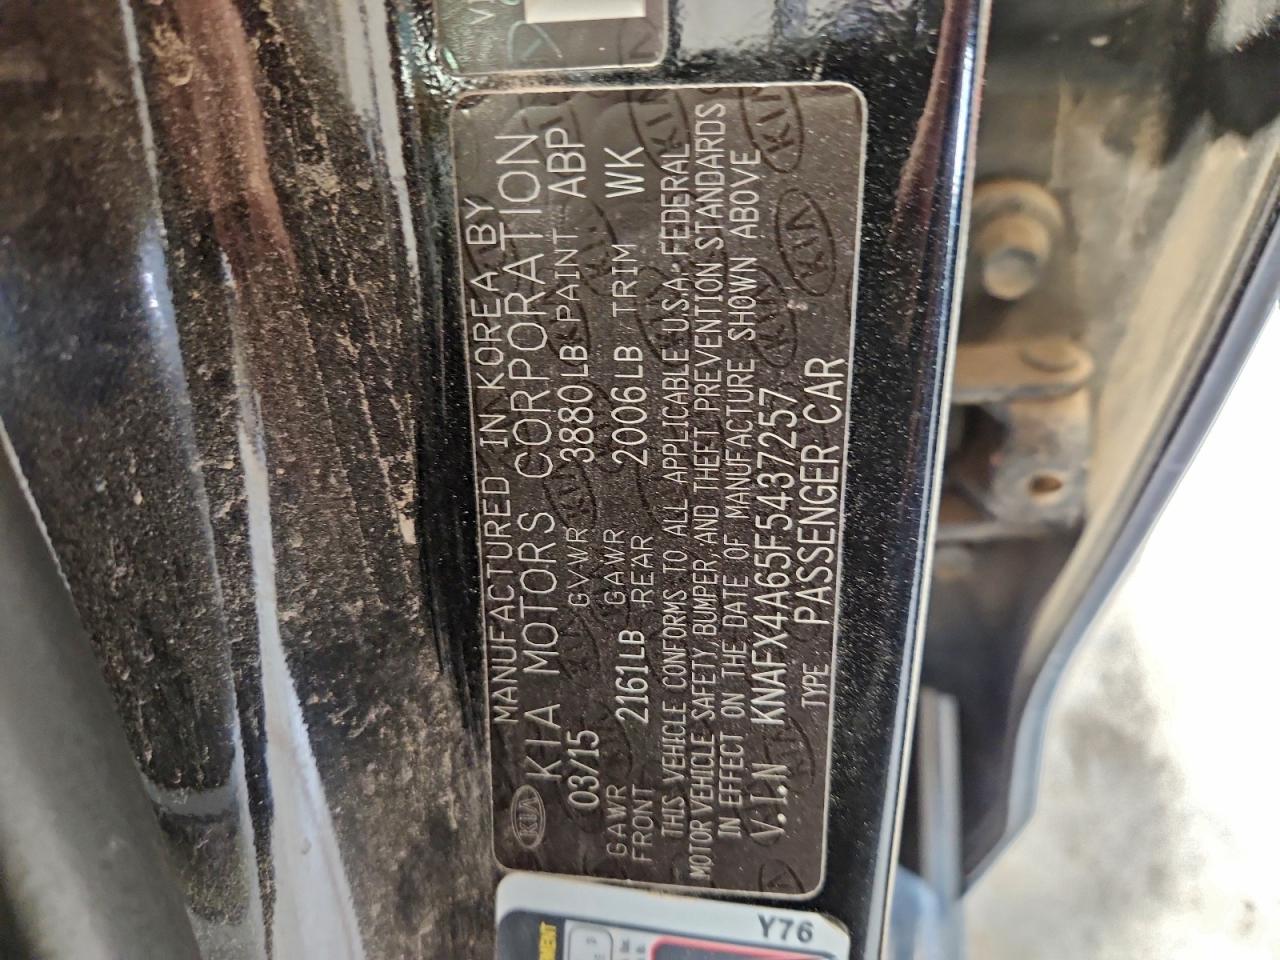 MANUFACTURED IN KOREA BY
KIA KIA MOTORS CORPORATION
03/15 GVWR 3880LB PAINT ABP
GAWR FRONT 2161LB GAWR REAR 2006LB TRIM WK
THIS VEHICLE CONFORMS TO ALL APPLICABLE U.S.A. FEDERAL
MOTOR VEHICLE SAFETY, BUMPER, AND THEFT PREVENTION STANDARDS
IN EFFECT ON THE DATE OF MANUFACTURE SHOWN ABOVE
V.I.N KNAFX4A65F5437257
TYPE PASSENGER CAR
Y76